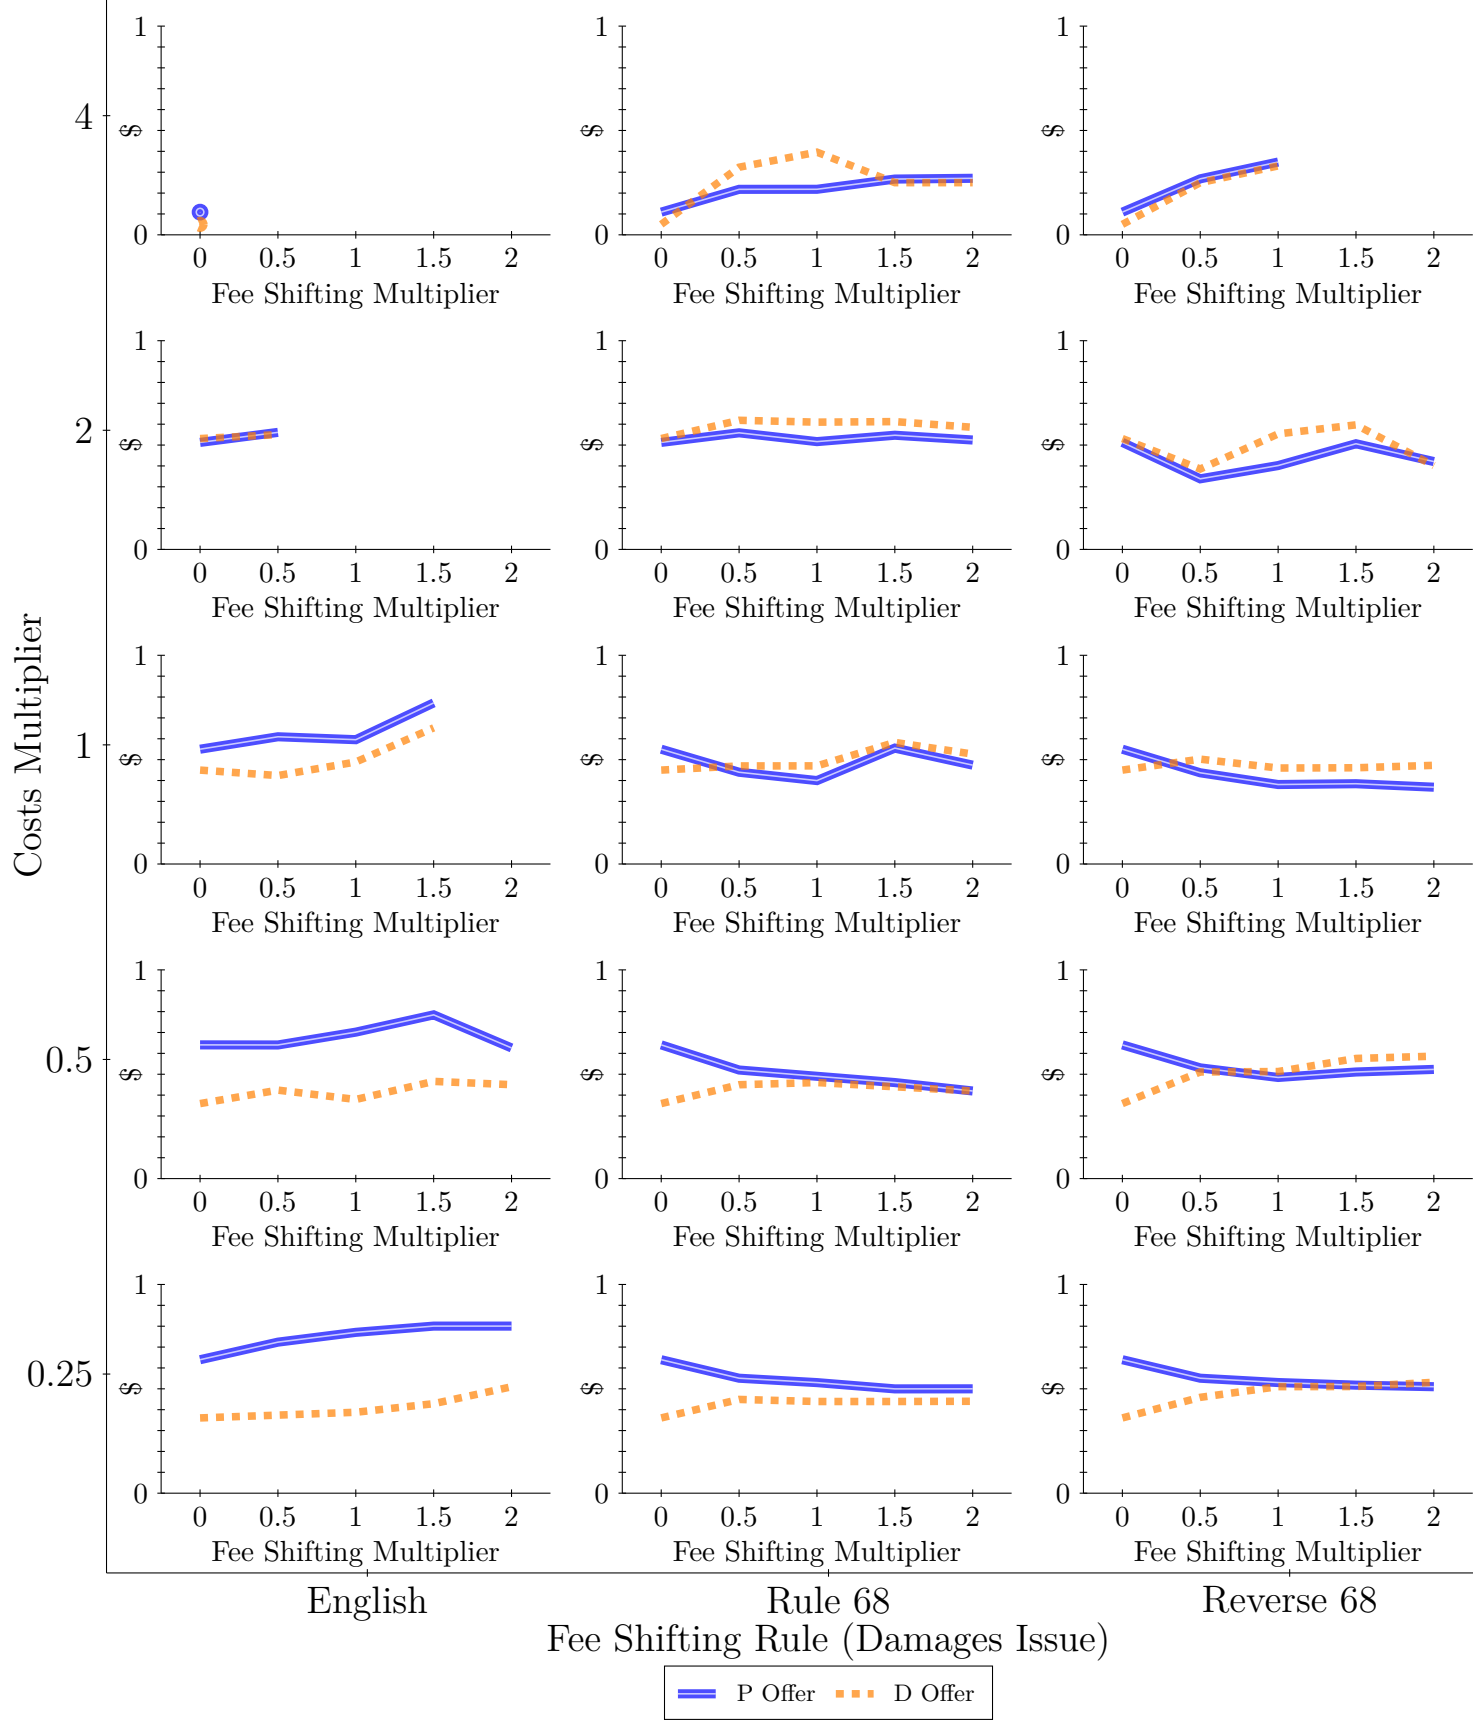 1 1 1
4 $ $ $
0 0 0
0 0.5 1 1.5 2 0 0.5 1 1.5 2 0 0.5 1 1.5 2
Fee Shifting Multiplier Fee Shifting Multiplier Fee Shifting Multiplier
1 1 1
2 $ $ $
0 0 0
0 0.5 1 1.5 2 0 0.5 1 1.5 2 0 0.5 1 1.5 2
Fee Shifting Multiplier Fee Shifting Multiplier Fee Shifting Multiplier
Costs Multiplier
1 1 1
1 $ $ $
0 0 0
0 0.5 1 1.5 2 0 0.5 1 1.5 2 0 0.5 1 1.5 2
Fee Shifting Multiplier Fee Shifting Multiplier Fee Shifting Multiplier
1 1 1
0.5 $ $ $
0 0 0
0 0.5 1 1.5 2 0 0.5 1 1.5 2 0 0.5 1 1.5 2
Fee Shifting Multiplier Fee Shifting Multiplier Fee Shifting Multiplier
1 1 1
0.25 $ $ $
0 0 0
0 0.5 1 1.5 2 0 0.5 1 1.5 2 0 0.5 1 1.5 2
Fee Shifting Multiplier Fee Shifting Multiplier Fee Shifting Multiplier
English Rule 68 Reverse 68
Fee Shifting Rule (Damages Issue)
P Offer D Offer